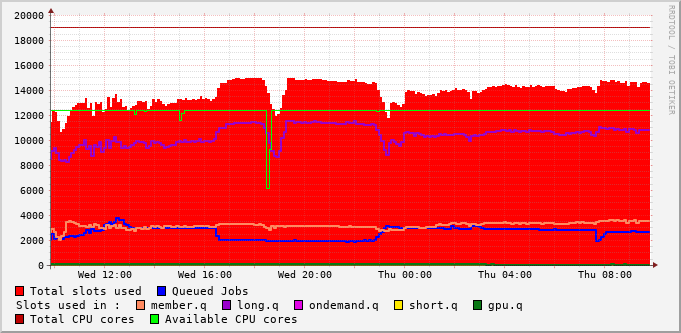 20000
18000
16000
14000
12000
10000
8000
6000
4000
2000
0
Wed 12:00 Wed 16:00 Wed 20:00 Thu 00:00 Thu 04:00 Thu 08:00
Total slots used Queued Jobs
Slots used in : member.q long.q ondemand.q short.q gpu.q
Total CPU cores Available CPU cores
RRDTOOL / TOBI OETIKER